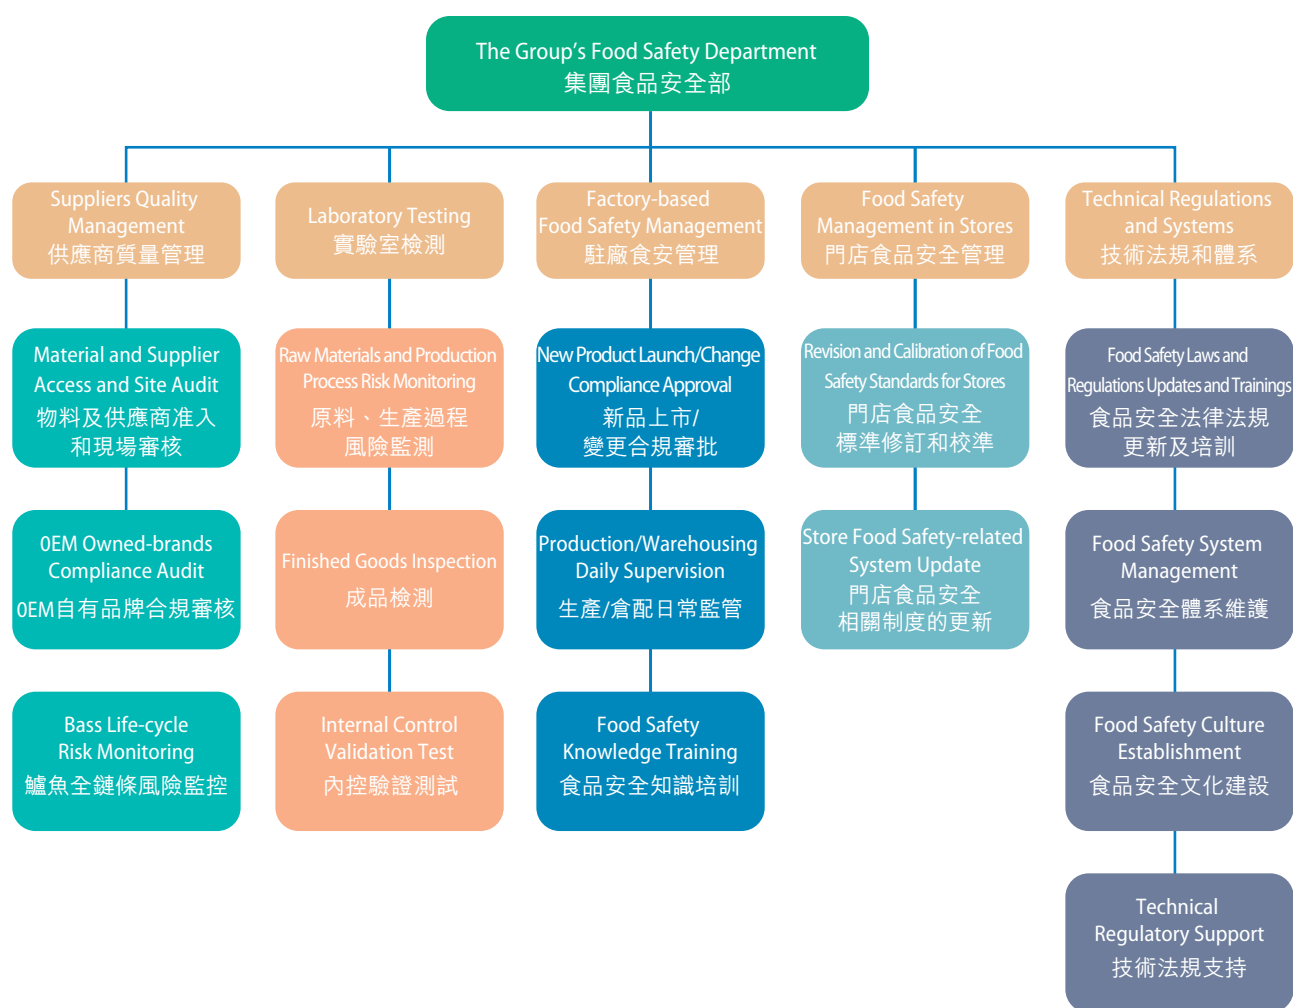 The Group's Food Safety Department
集團食品安全部
Suppliers Quality
Management
供應商質量管理
Laboratory Testing
實驗室檢測
Factory-based
Food Safety Management
駐廠食安管理
Food Safety
Management in Stores
門店食品安全管理
Technical Regulations
and Systems
技術法規和體系
Material and Supplier
Access and Site Audit
物料及供應商准入
和現場審核
Raw Materials and Production
Process Risk Monitoring
原料、生產過程
風險監測
New Product Launch/Change
Compliance Approval
新品上市/
變更合規審批
Revision and Calibration of Food
Safety Standards for Stores
門店食品安全
標準修訂和校準
Food Safety Laws and
Regulations Updates and Trainings
食品安全法律法規
更新及培訓
0EM Owned-brands
Compliance Audit
0EM自有品牌合規審核
Finished Goods Inspection
成品檢測
Production/Warehousing
Daily Supervision
生產/倉配日常監管
Store Food Safety-related
System Update
門店食品安全
相關制度的更新
Food Safety System
Management
食品安全體系維護
Bass Life-cycle
Risk Monitoring
鱸魚全鏈條風險監控
Internal Control
Validation Test
內控驗證測試
Food Safety
Knowledge Training
食品安全知識培訓
Food Safety Culture
Establishment
食品安全文化建設
Technical
Regulatory Support
技術法規支持